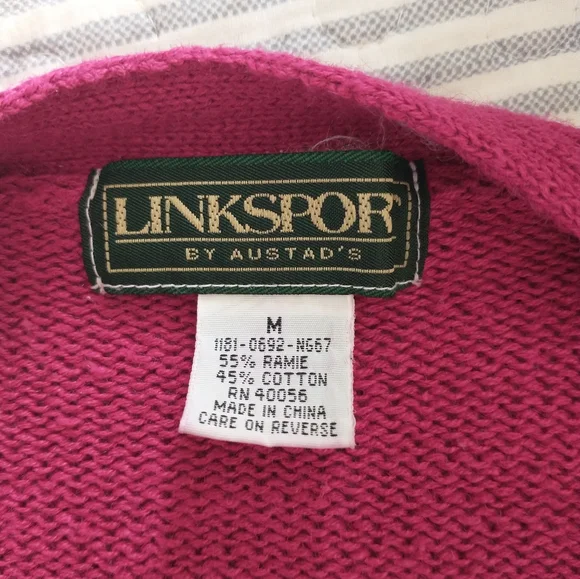 LINKSPOR
BY AUSTAD'S
M
1181-0692-NG67
55% RAMIE
45% COTTON
RN 40056
MADE IN CHINA
CARE ON REVERSE